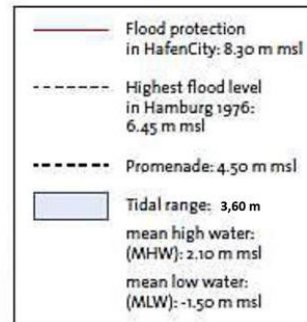 Flood protection
in HafenCity: 8.30 m msl
Highest flood level
in Hamburg 1976:
6.45 m msl
Promenade: 4.50 m msl
Tidal range: 3,60 m
mean high water:
(MHW): 2.10 m msl
mean low water:
(MLW): -1.50 m msl